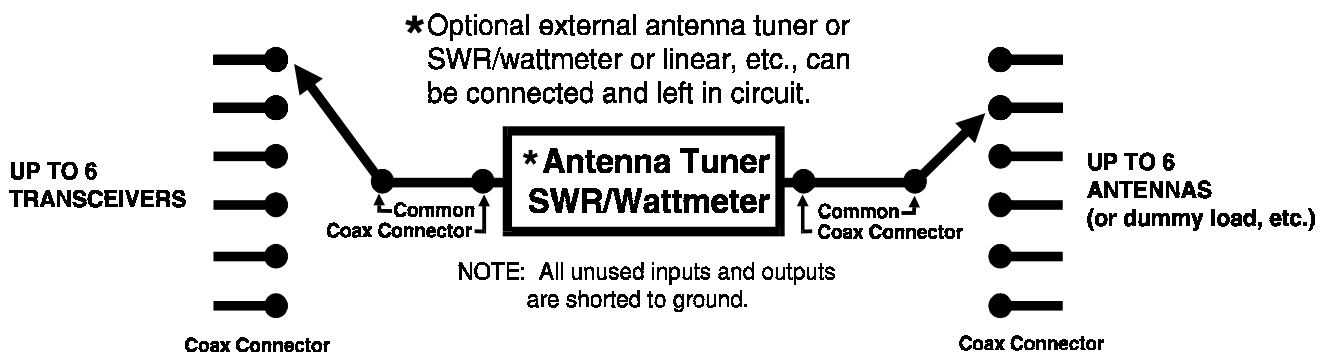 *Optional external antenna tuner or
SWR/wattmeter or linear, etc., can
be connected and left in circuit.
UP TO 6
TRANSCEIVERS
*Antenna Tuner
SWR/Wattmeter
UP TO 6
ANTENNAS
(or dummy load, etc.)
Common
Coax Connector
Common
Coax Connector
NOTE: All unused inputs and outputs
are shorted to ground.
Coax Connector
Coax Connector